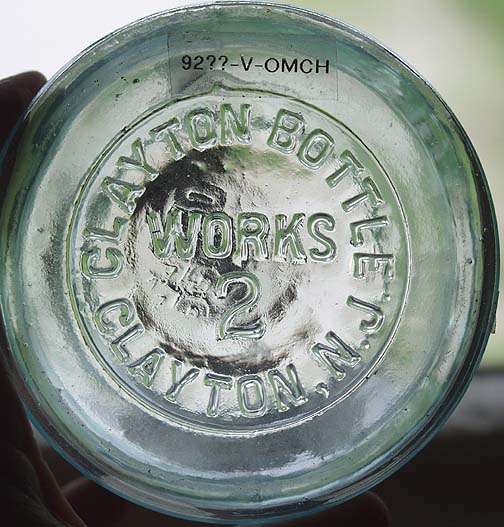 92??-V-OMCH
CLAYTON BOTTLE
WORKS
2
CLAYTON, N.J.